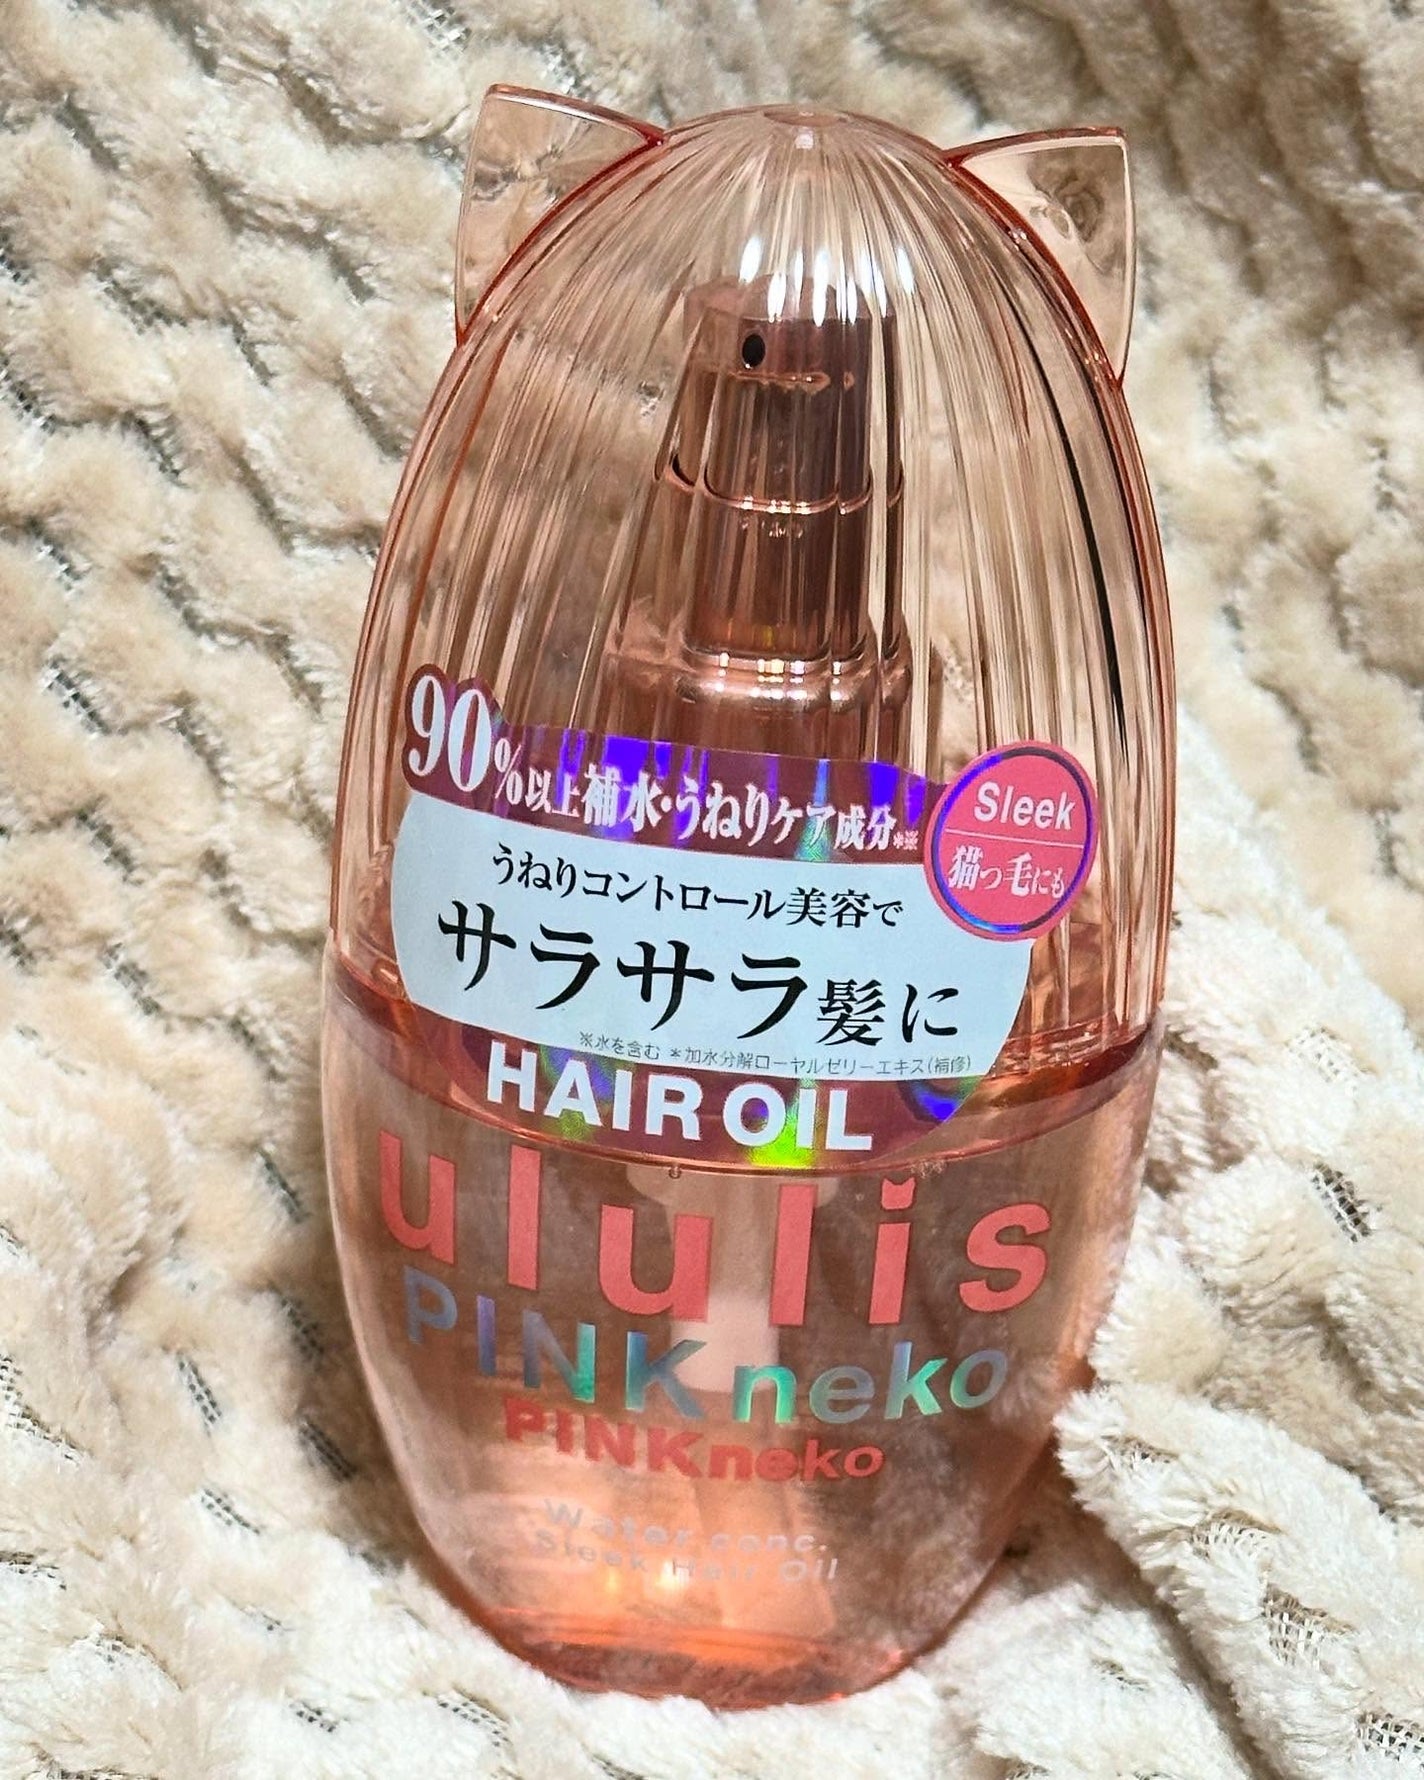 90%以上補水・うねりケア成分*※
Sleek
猫っ毛にも
うねりコントロール美容で
サラサラ髪に
※水を含む *加水分解ローヤルゼリーエキス(補修)
HAIR OIL
ululis
PINKneko
PINKneko
Water conc.
Sleek Hair Oil